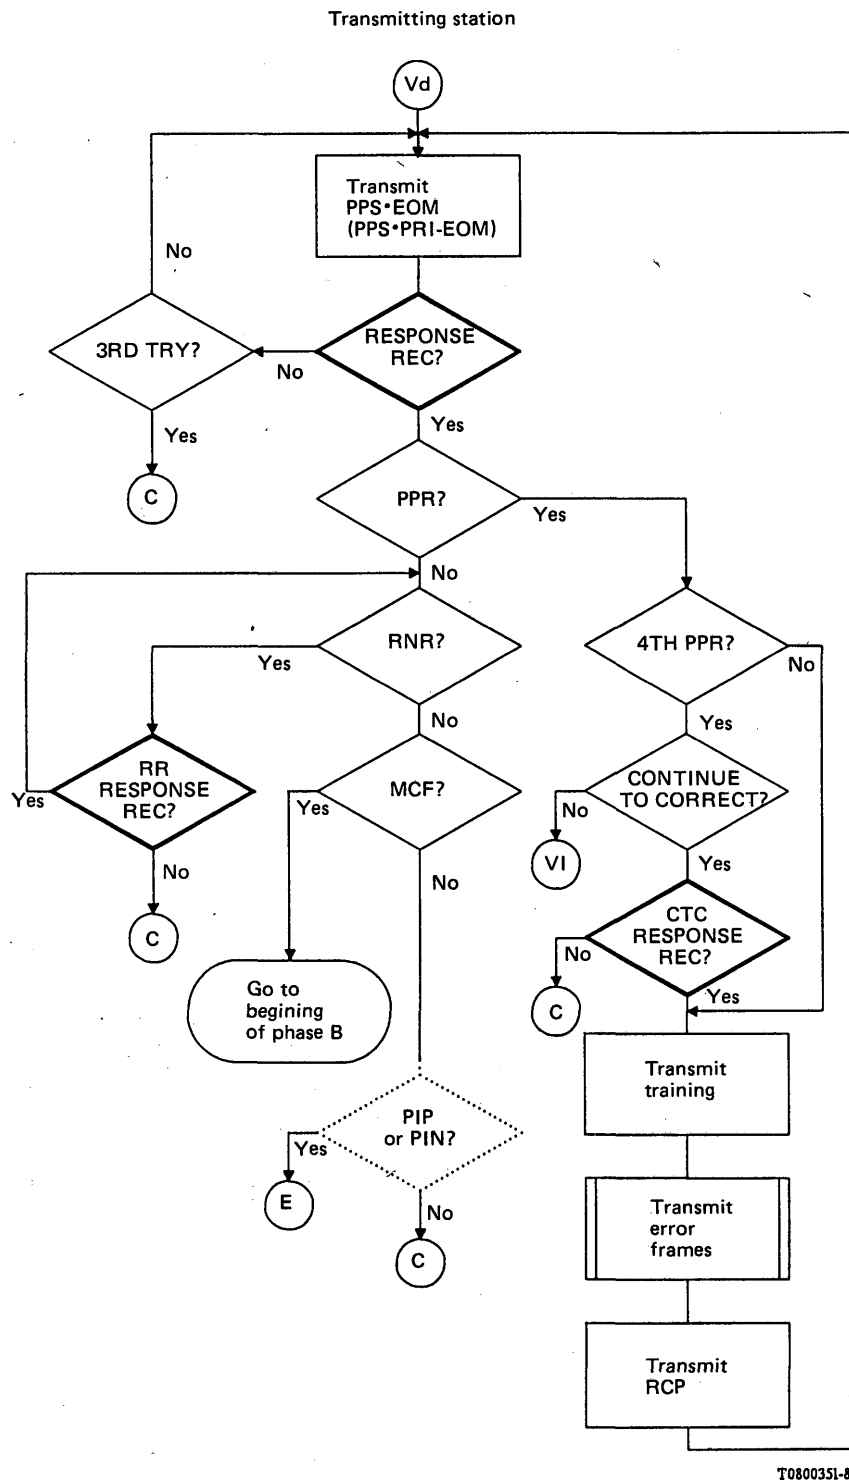 Transmitting station
Vd
Transmit
PPS•EOM
(PPS•PRI-EOM)
No
3RD TRY?
No
RESPONSE
REC?
Yes
Yes
C
PPR?
Yes
No
RNR?
Yes
No
4TH PPR?
No
Yes
RR
RESPONSE
REC?
Yes
No
C
MCF?
Yes
No
CONTINUE
TO CORRECT?
No
VI
Yes
CTC
RESPONSE
REC?
No
C
Yes
Go to
begining
of phase B
Transmit
training
PIP
or PIN?
Yes
E
No
C
Transmit
error
frames
Transmit
RCP
T0800351-8